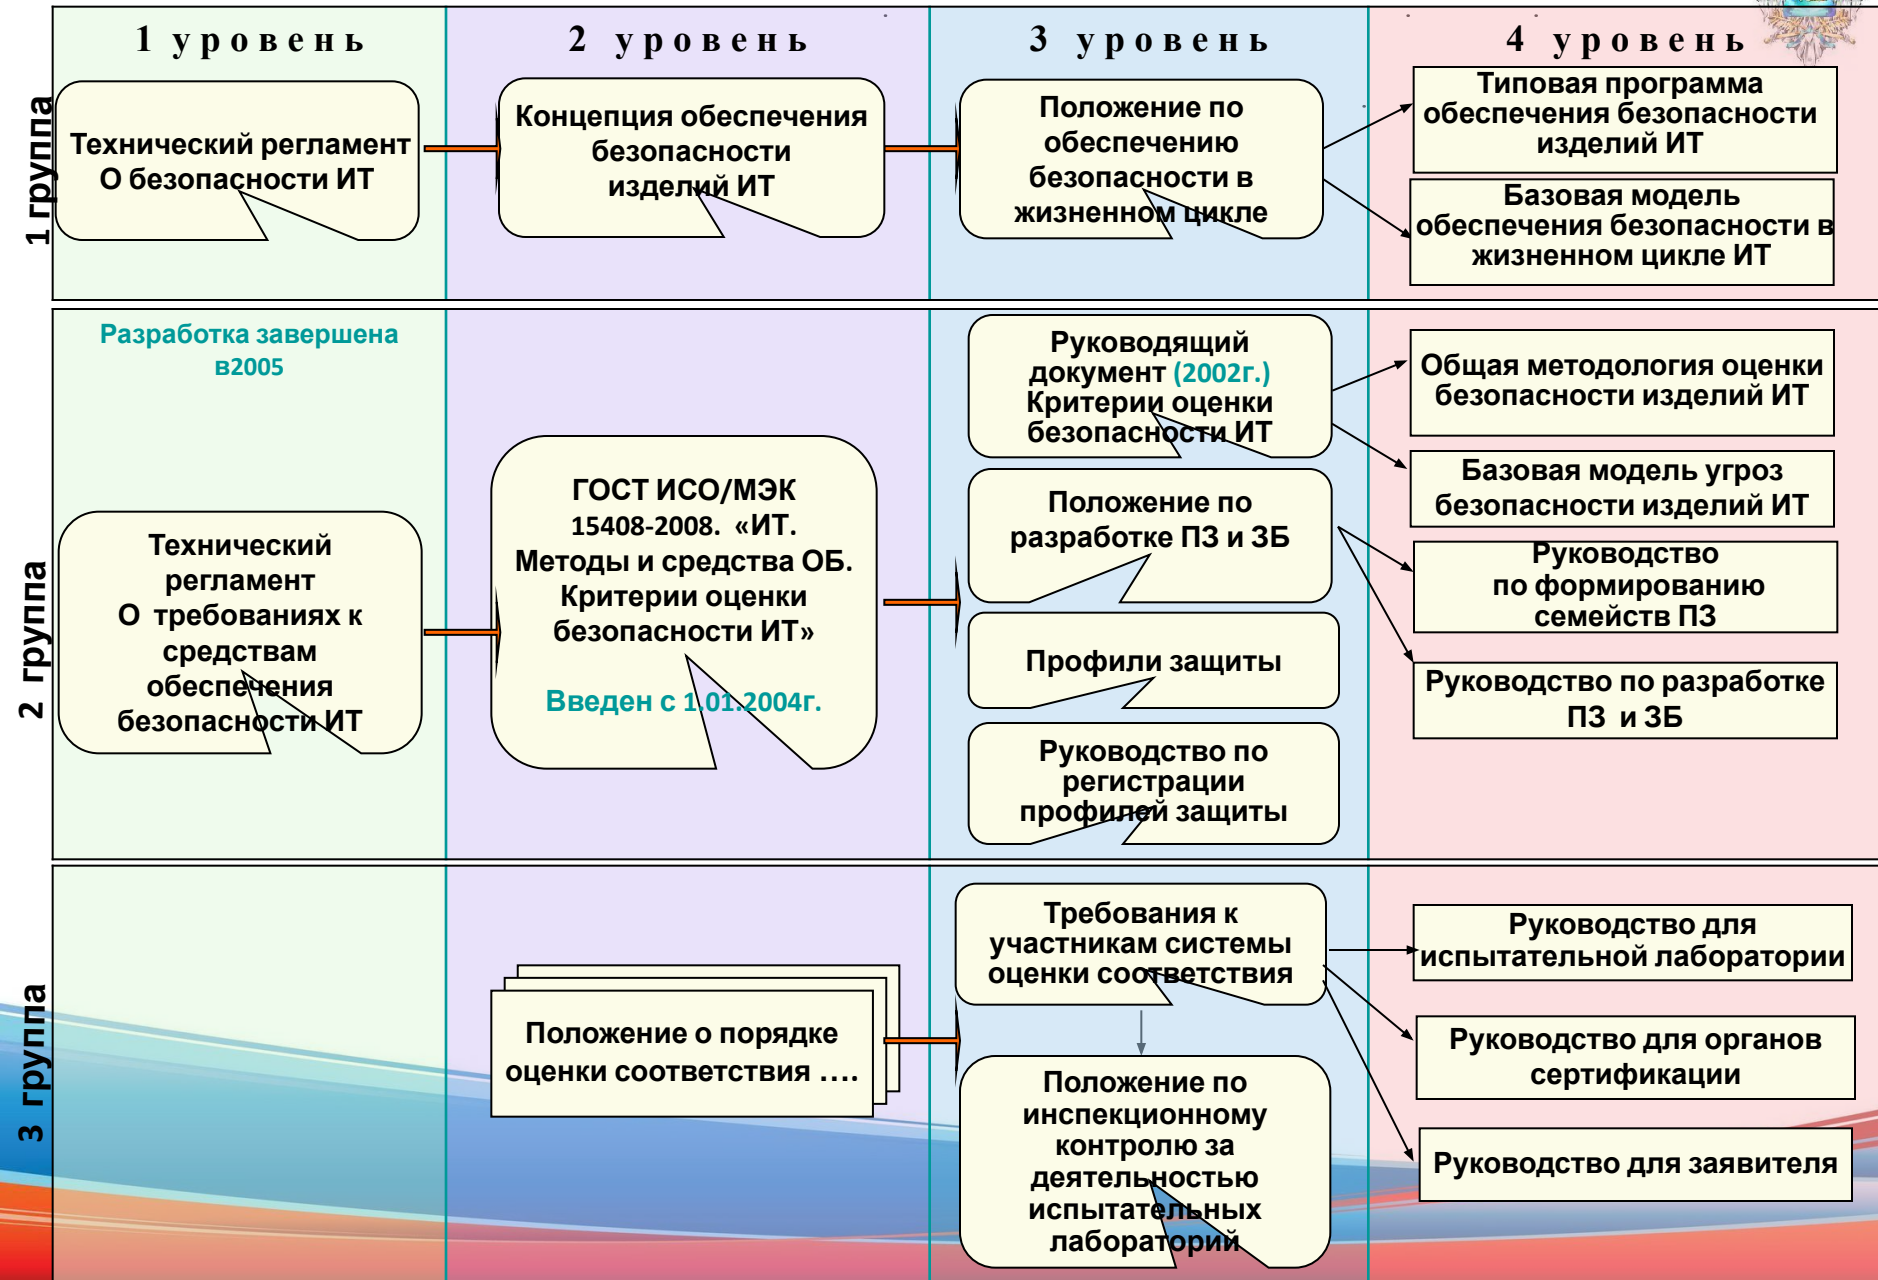 1 уровень
2 уровень
3 уровень
4 уровень
1 группа
Технический регламент
О безопасности ИТ
Концепция обеспечения
безопасности
изделий ИТ
Положение по
обеспечению
безопасности в
жизненном цикле
Типовая программа
обеспечения безопасности
изделий ИТ
Базовая модель
обеспечения безопасности в
жизненном цикле ИТ
2 группа
Разработка завершена
в2005
Технический
регламент
О требованиях к
средствам
обеспечения
безопасности ИТ
ГОСТ ИСО/МЭК
15408-2008. «ИТ.
Методы и средства ОБ.
Критерии оценки
безопасности ИТ»
Введен с 1.01.2004г.
Руководящий
документ (2002г.)
Критерии оценки
безопасности ИТ
Положение по
разработке ПЗ и ЗБ
Профили защиты
Руководство по
регистрации
профилей защиты
Общая методология оценки
безопасности изделий ИТ
Базовая модель угроз
безопасности изделий ИТ
Руководство
по формированию
семейств ПЗ
Руководство по разработке
ПЗ и ЗБ
3 группа
Положение о порядке
оценки соответствия ….
Требования к
участникам системы
оценки соответствия
Положение по
инспекционному
контролю за
деятельностью
испытательных
лабораторий
Руководство для
испытательной лаборатории
Руководство для органов
сертификации
Руководство для заявителя